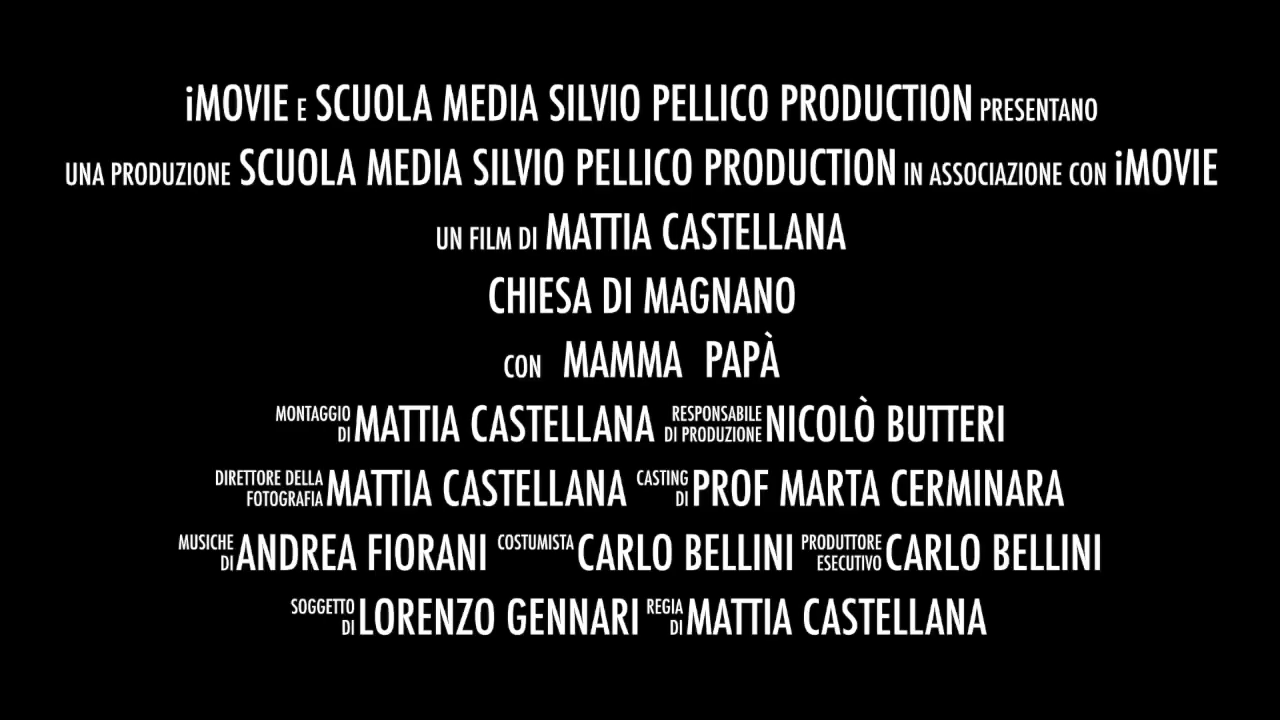 iMOVIE E SCUOLA MEDIA SILVIO PELLICO PRODUCTION PRESENTANO
UNA PRODUZIONE SCUOLA MEDIA SILVIO PELLICO PRODUCTION IN ASSOCIAZIONE CON iMOVIE
UN FILM DI MATTIA CASTELLANA
CHIESA DI MAGNANO
CON MAMMA PAPÀ
MONTAGGIO DI MATTIA CASTELLANA RESPONSABILE DI PRODUZIONE NICOLÒ BUTTERI
DIRETTORE DELLA FOTOGRAFIA MATTIA CASTELLANA CASTING DI PROF MARTA CERMINARA
MUSICHE DI ANDREA FIORANI COSTUMISTA CARLO BELLINI PRODUTTORE ESECUTIVO CARLO BELLINI
SOGGETTO DI LORENZO GENNARI REGIA DI MATTIA CASTELLANA